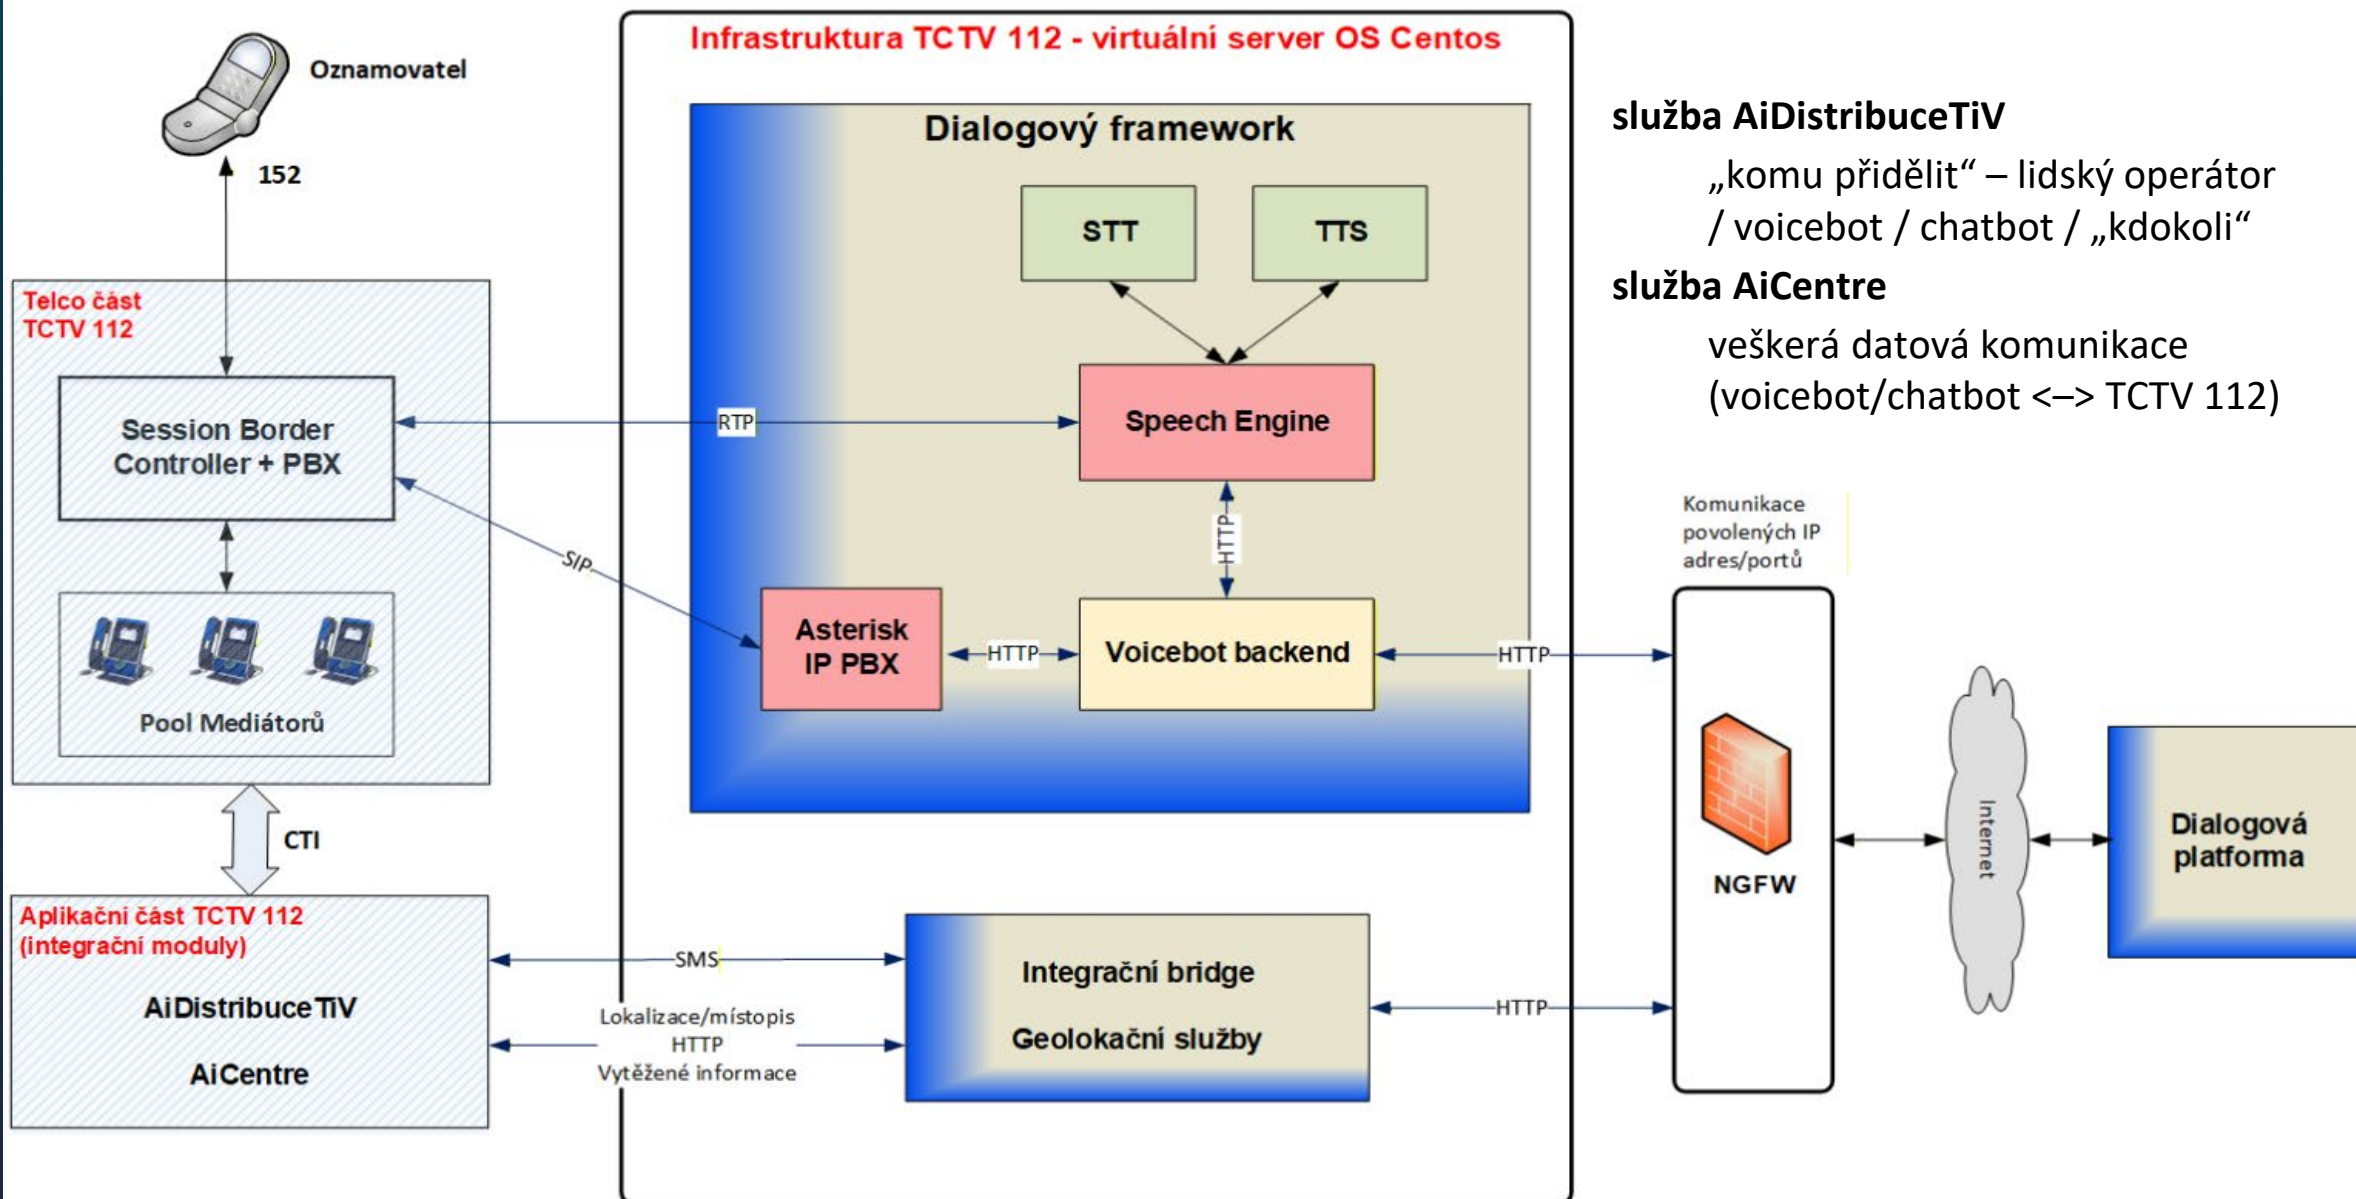 Infrastruktura TCTV 112 - virtuální server OS Centos
Oznamovatel
152
Dialogový framework
STT
TTS
služba AiDistribuceTiV
„komu přidělit“ – lidský operátor
/ voicebot / chatbot / „kdokoli“
služba AiCentre
veškerá datová komunikace
(voicebot/chatbot <–> TCTV 112)
Telco část
TCTV 112
Session Border
Controller + PBX
RTP
Speech Engine
HTTP
SIP
Asterisk
IP PBX
HTTP
Voicebot backend
HTTP
Pool Mediátorů
Komunikace
povolených IP
adres/portů
NGFW
Internet
Dialogová
platforma
CTI
Aplikační část TCTV 112
(integrační moduly)
AiDistribuceTiV
AiCentre
SMS
Lokalizace/místopis
HTTP
Vytěžené informace
Integrační bridge
Geolokační služby
HTTP